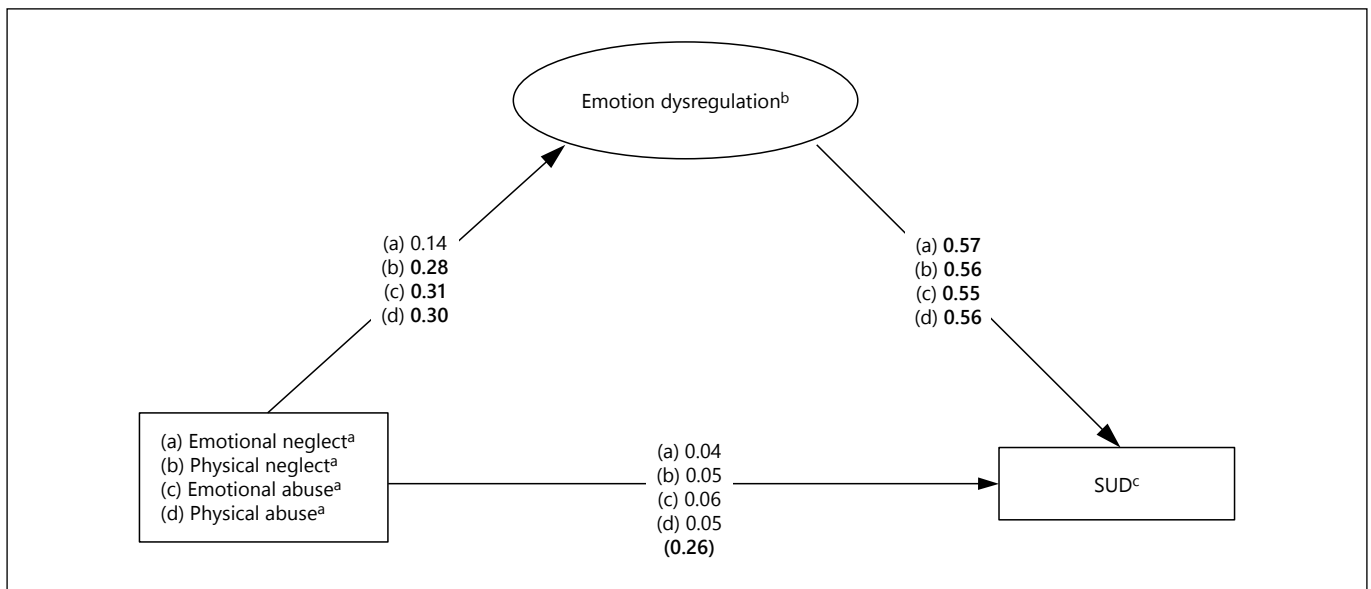 Emotion dysregulationᵇ
(a) 0.14
(b) 0.28
(c) 0.31
(d) 0.30
(a) 0.57
(b) 0.56
(c) 0.55
(d) 0.56
(a) Emotional neglectᵃ
(b) Physical neglectᵃ
(c) Emotional abuseᵃ
(d) Physical abuseᵃ
(a) 0.04
(b) 0.05
(c) 0.06
(d) 0.05
(0.26)
SUDᶜ